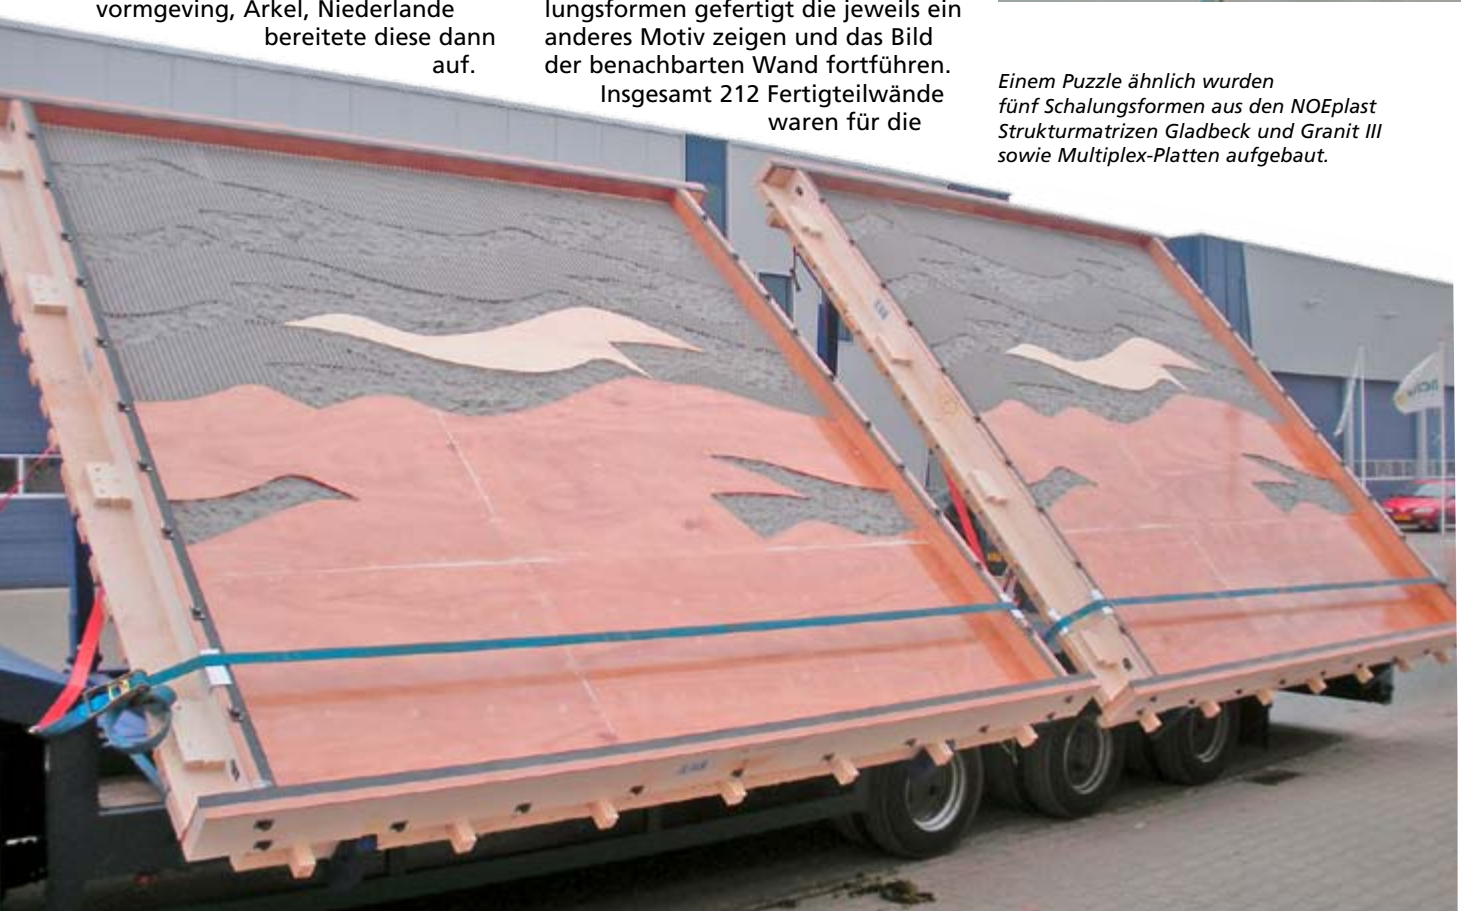 vormgeving, Arkel, Niederlande
bereitete diese dann
auf.
lungsformen gefertigt die jeweils ein
anderes Motiv zeigen und das Bild
der benachbarten Wand fortführen.
Insgesamt 212 Fertigteilwände
waren für die
Einem Puzzle ähnlich wurden
fünf Schalungsformen aus den NOEplast
Strukturmatrizen Gladbeck und Granit III
sowie Multiplex-Platten aufgebaut.